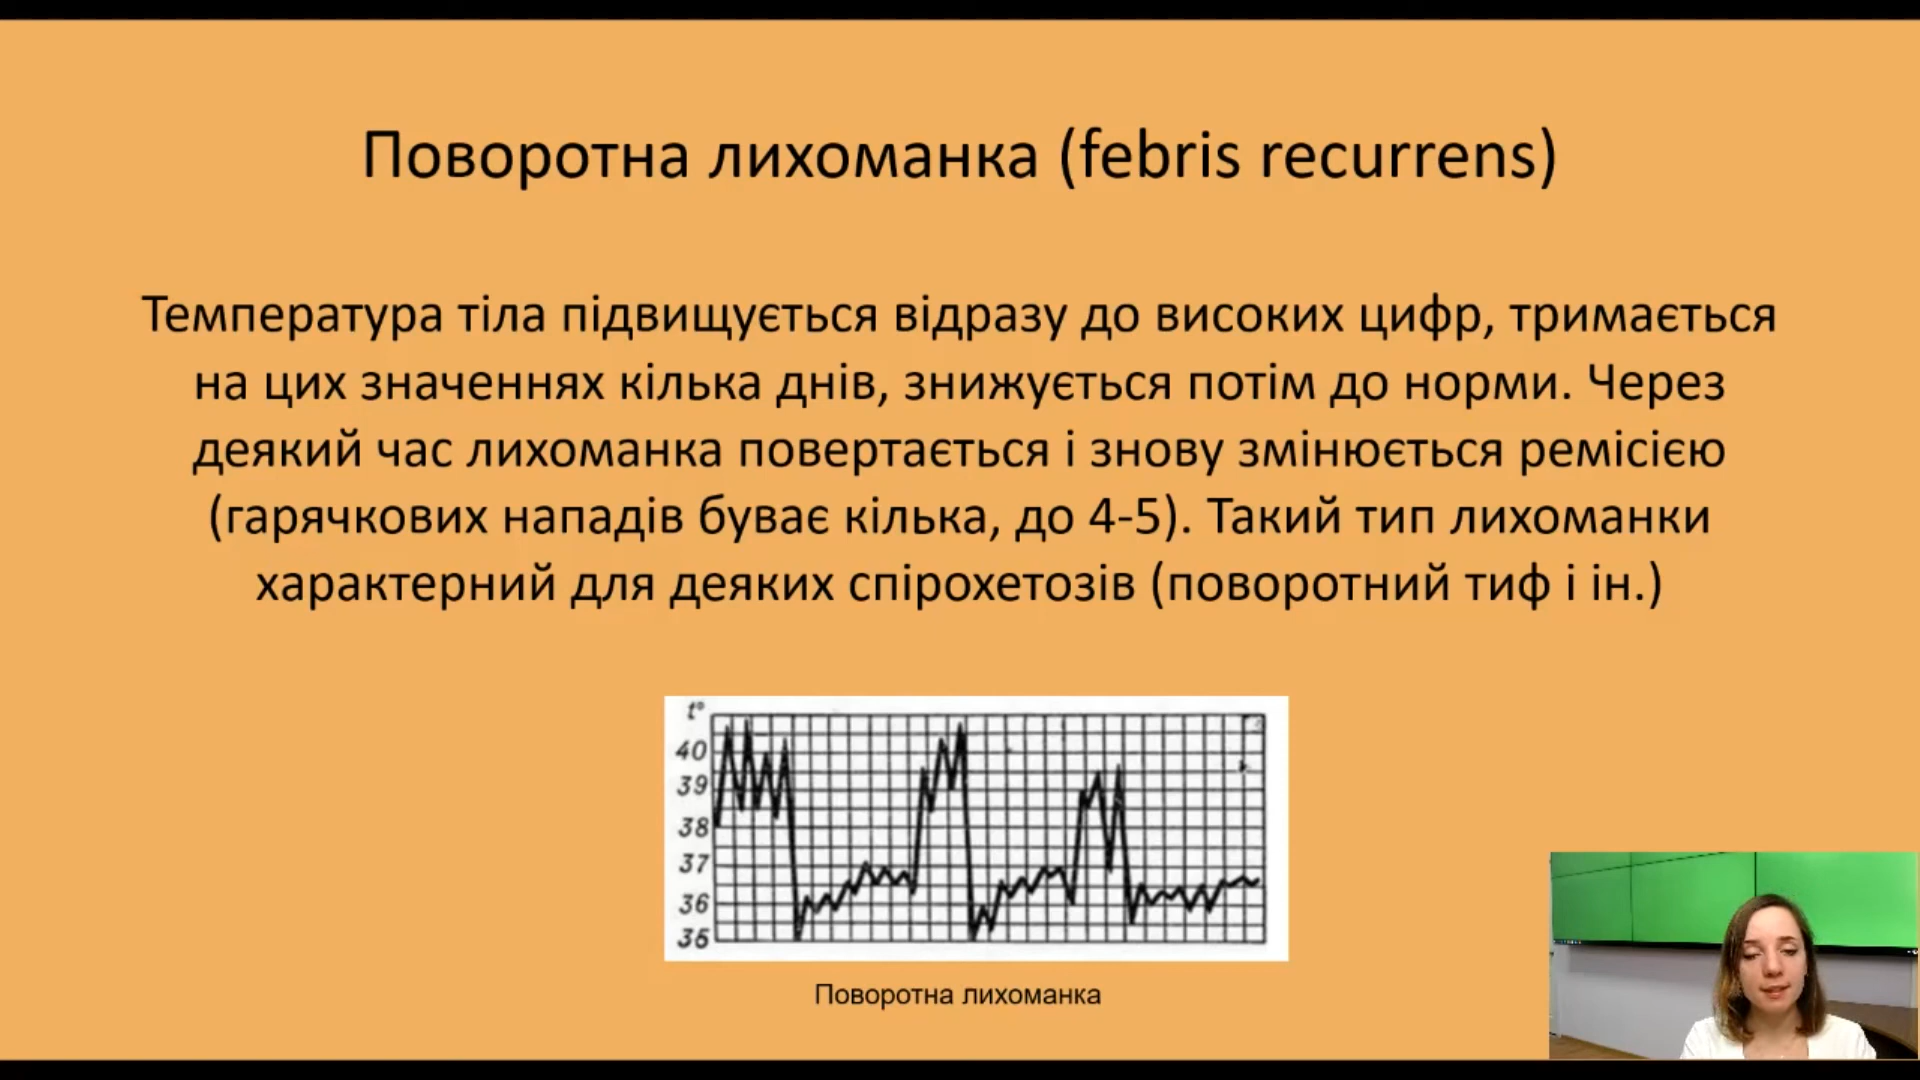 Поворотна лихоманка (febris recurrens)
Температура тіла підвищується відразу до високих цифр, тримається
на цих значеннях кілька днів, знижується потім до норми. Через
деякий час лихоманка повертається і знову змінюється ремісією
(гарячкових нападів буває кілька, до 4-5). Такий тип лихоманки
характерний для деяких спірохетозів (поворотний тиф і ін.)
t°
40
39
38
37
36
36
Поворотна лихоманка